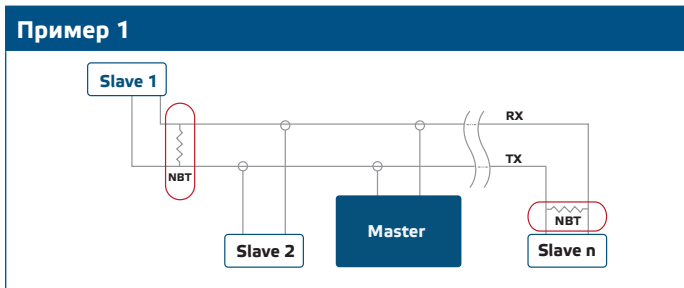 Пример 1
Slave 1
RX
TX
NBT
NBT
Master
Slave 2
Slave n